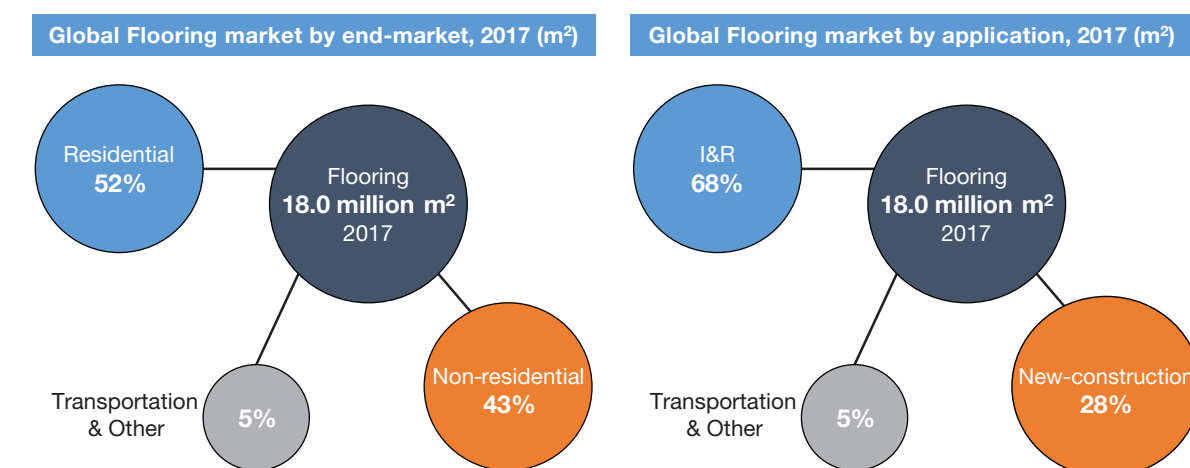 Global Flooring market by end-market, 2017 (m²)
Residential
52%
Flooring
18.0 million m²
2017
Non-residential
43%
Transportation
& Other
5%
Global Flooring market by application, 2017 (m²)
I&R
68%
Flooring
18.0 million m²
2017
New-construction
28%
Transportation
& Other
5%